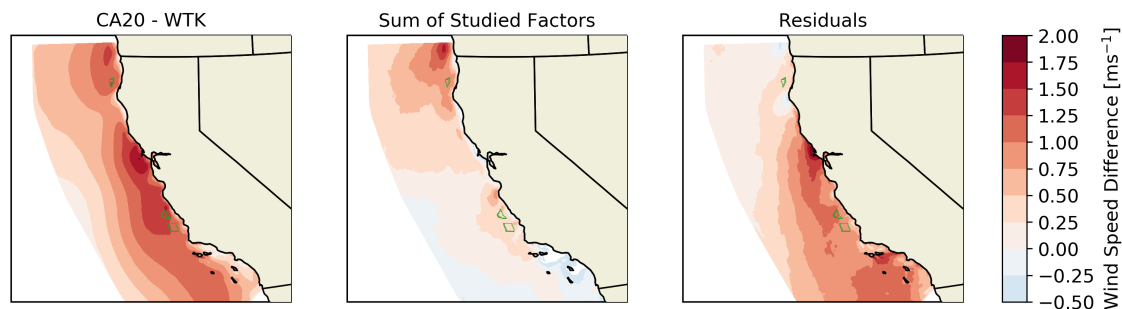 CA20 - WTK
Sum of Studied Factors
Residuals
2.00
1.75
1.50
1.25
1.00
0.75
0.50
0.25
0.00
−0.25
−0.50
Wind Speed Difference [ms⁻¹]